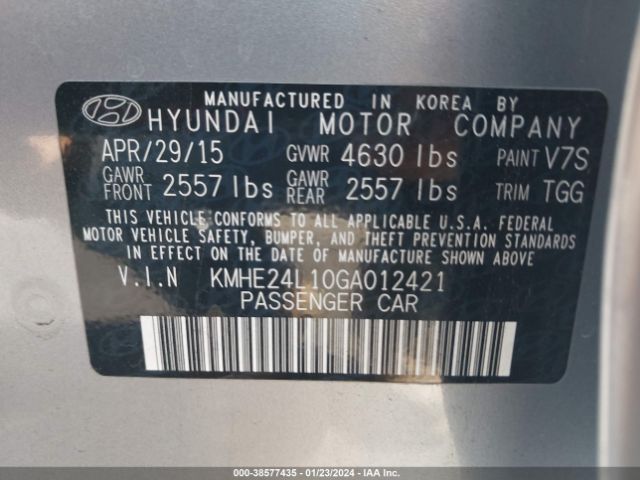 MANUFACTURED IN KOREA BY
HYUNDAI MOTOR COMPANY
APR/29/15 GVWR 4630 lbs PAINT V7S
GAWR FRONT 2557 lbs GAWR REAR 2557 lbs TRIM TGG
THIS VEHICLE CONFORMS TO ALL APPLICABLE U.S.A. FEDERAL
MOTOR VEHICLE SAFETY, BUMPER, AND THEFT PREVENTION STANDARDS
IN EFFECT ON THE DATE OF MANUFACTURE SHOWN ABOVE.
V.I.N KMHE24L10GA012421
PASSENGER CAR
000-38577435 - 01/23/2024 - IAAI.COM